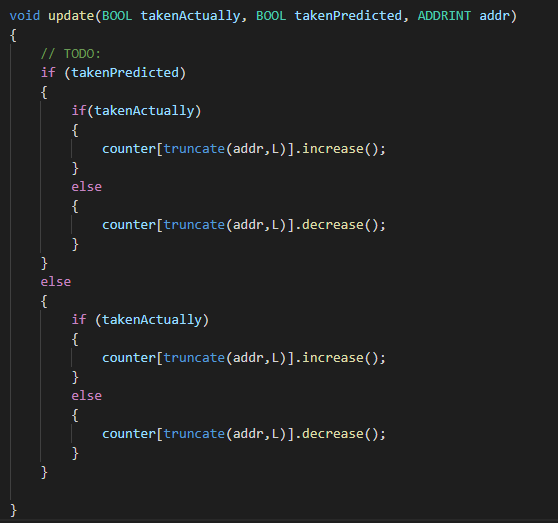 void update(BOOL takenActually, BOOL takenPredicted, ADDRINT addr)
{
    // TODO:
    if (takenPredicted)
    {
        if(takenActually)
        {
            counter[truncate(addr,L)].increase();
        }
        else
        {
            counter[truncate(addr,L)].decrease();
        }
    }
    else
    {
        if (takenActually)
        {
            counter[truncate(addr,L)].increase();
        }
        else
        {
            counter[truncate(addr,L)].decrease();
        }
    }
}